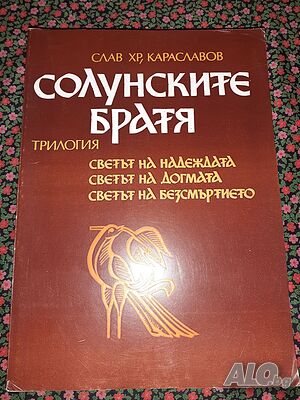 СЛАВ ХР. КАРАСЛАВОВ
СОЛУНСКИТЕ
БРАТЯ
ТРИЛОГИЯ
СВЕТЪТ НА НАДЕЖДАТА
СВЕТЪТ НА ДОГМАТА
СВЕТЪТ НА БЕЗСМЪРТИЕТО
ALO.bg